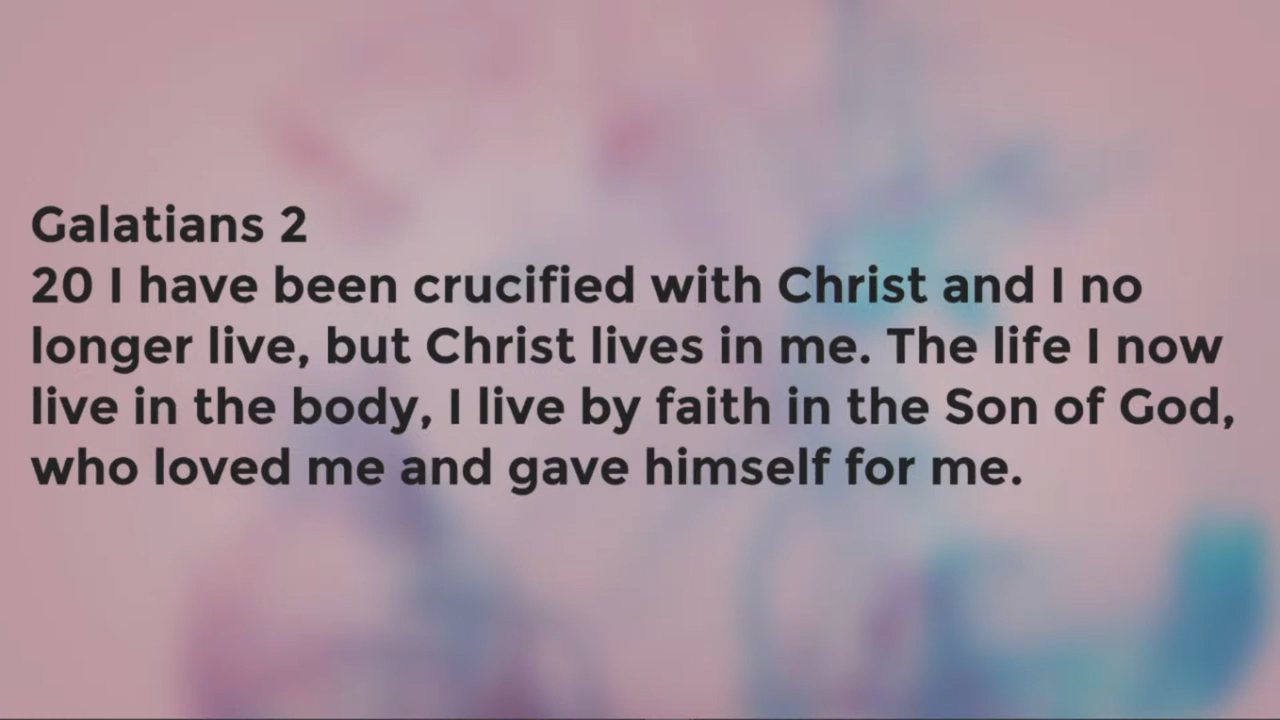 Galatians 2
20 I have been crucified with Christ and I no
longer live, but Christ lives in me. The life I now
live in the body, I live by faith in the Son of God,
who loved me and gave himself for me.